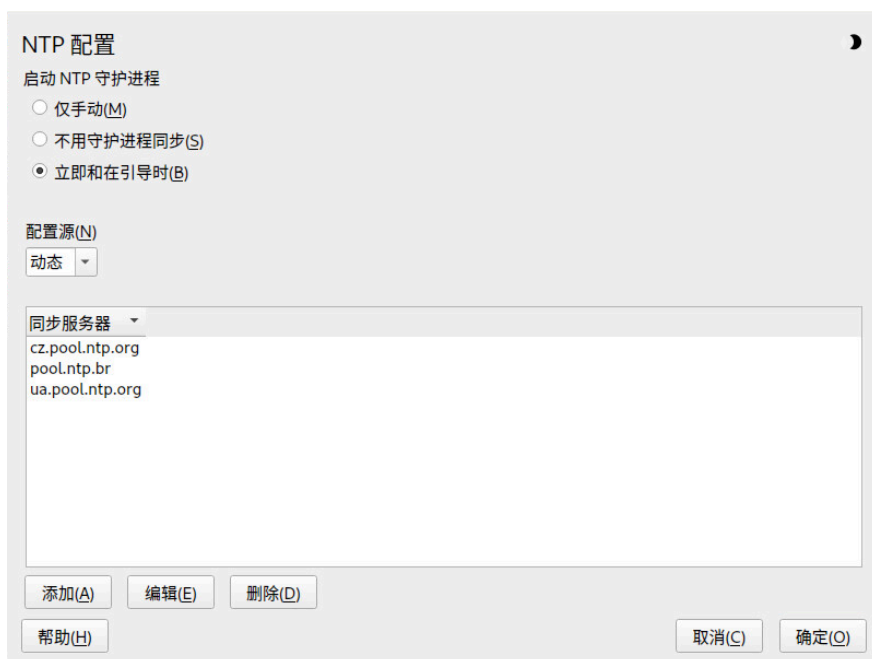 NTP 配置
启动 NTP 守护进程
仅手动(M)
不用守护进程同步(S)
立即和在引导时(B)
配置源(N)
动态
同步服务器
cz.pool.ntp.org
pool.ntp.br
ua.pool.ntp.org
添加(A) 编辑(E) 删除(D)
帮助(H) 取消(C) 确定(O)